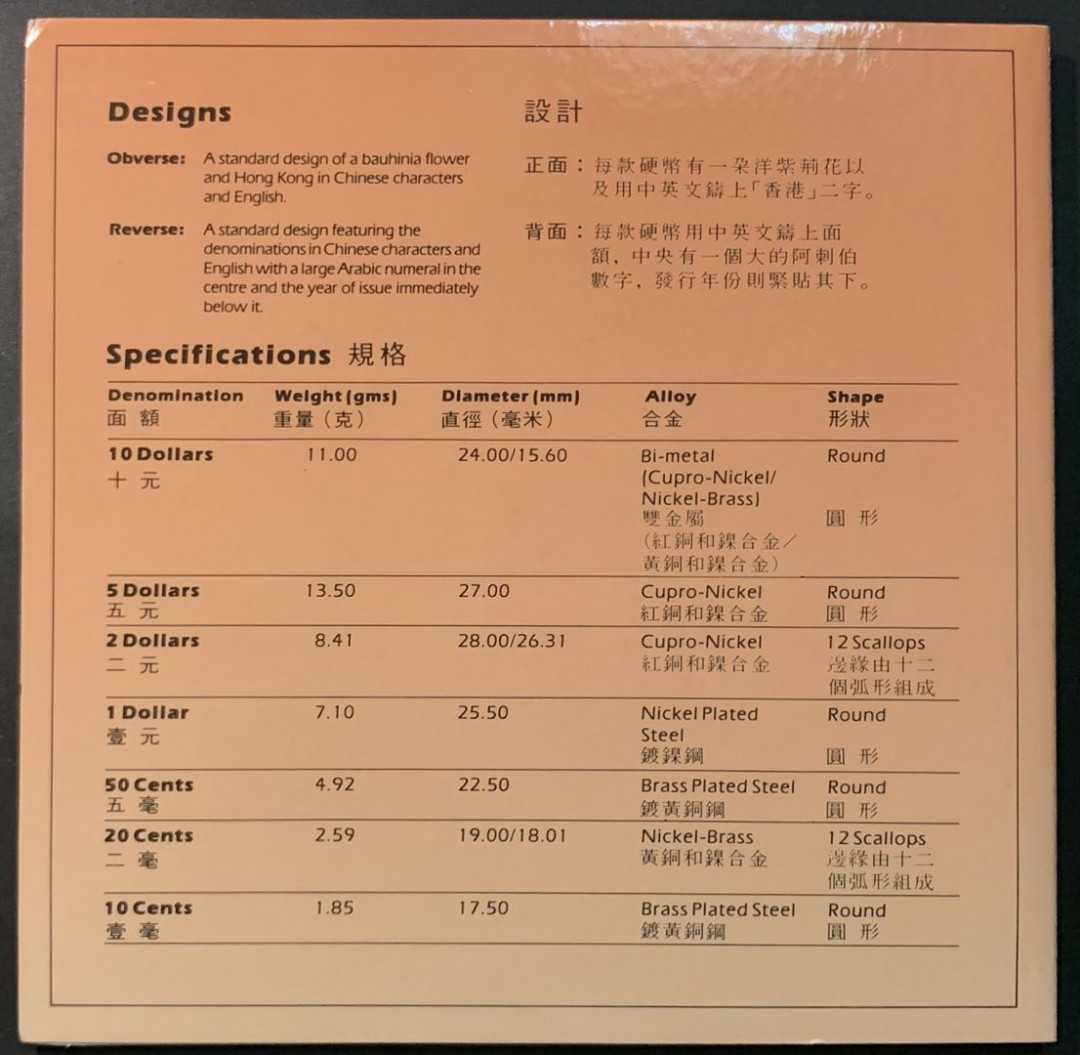 Designs
Obverse: A standard design of a bauhinia flower
and Hong Kong in Chinese characters
and English.
Reverse: A standard design featuring the
denominations in Chinese characters and
English with a large Arabic numeral in the
centre and the year of issue immediately
below it.
設計
正面：每款硬幣有一朶洋紫荊花以
及用中英文鑄上「香港」二字。
背面：每款硬幣用中英文鑄上面
額，中央有一個大的阿剌伯
數字，發行年份則緊貼其下。
Specifications 規格
Denomination Weight (gms) Diameter (mm) Alloy Shape
面額 重量（克） 直徑（毫米） 合金 形狀
10 Dollars 11.00 24.00/15.60 Bi-metal Round
十元 (Cupro-Nickel/
Nickel-Brass)
雙金屬 圓形
（紅銅和鎳合金／
黃銅和鎳合金）
5 Dollars 13.50 27.00 Cupro-Nickel Round
五元 紅銅和鎳合金 圓形
2 Dollars 8.41 28.00/26.31 Cupro-Nickel 12 Scallops
二元 紅銅和鎳合金 邊緣由十二
個弧形組成
1 Dollar 7.10 25.50 Nickel Plated Round
壹元 Steel
鍍鎳鋼 圓形
50 Cents 4.92 22.50 Brass Plated Steel Round
五毫 鍍黃銅鋼 圓形
20 Cents 2.59 19.00/18.01 Nickel-Brass 12 Scallops
二毫 黃銅和鎳合金 邊緣由十二
個弧形組成
10 Cents 1.85 17.50 Brass Plated Steel Round
壹毫 鍍黃銅鋼 圓形